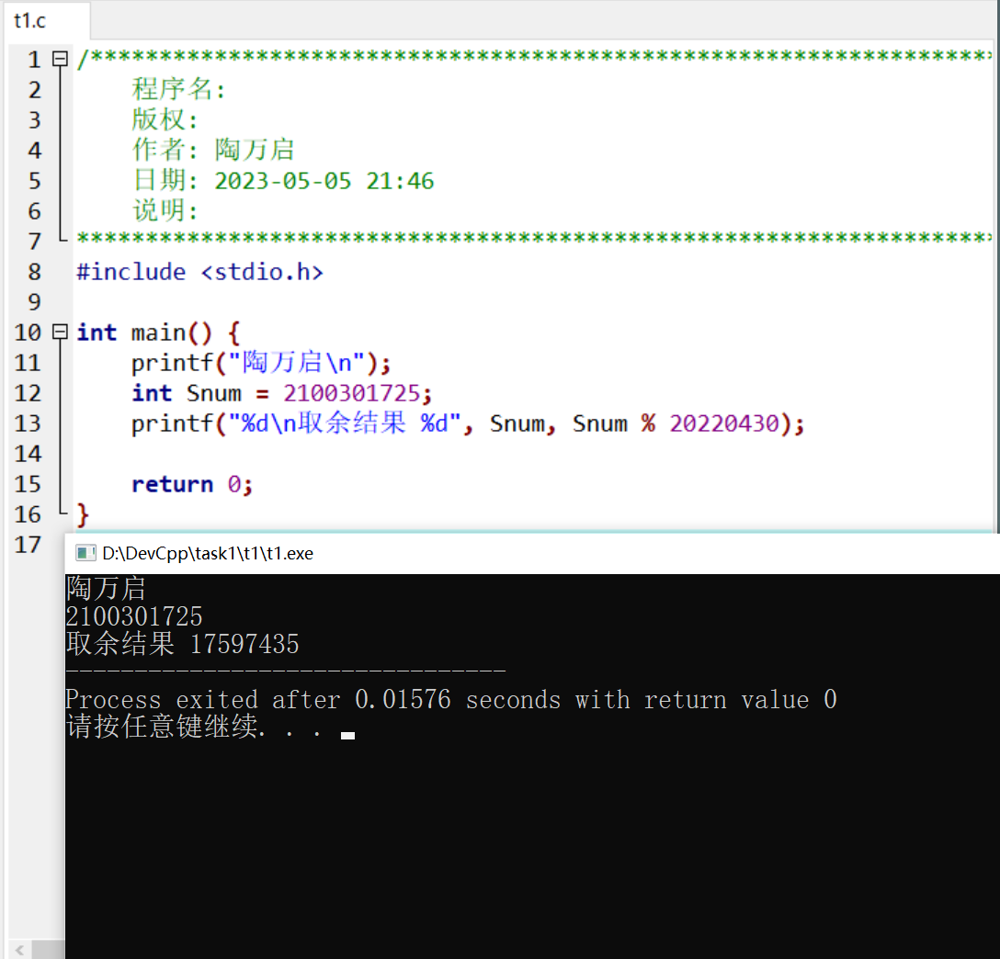 t1.c
1 /******************************************************************
2 程序名:
3 版权:
4 作者: 陶万启
5 日期: 2023-05-05 21:46
6 说明:
7 *******************************************************************
8 #include <stdio.h>
9
10 int main() {
11 printf("陶万启\n");
12 int Snum = 2100301725;
13 printf("%d\n取余结果 %d", Snum, Snum % 20220430);
14
15 return 0;
16 }
17
D:\DevCpp\task1\t1\t1.exe
陶万启
2100301725
取余结果 17597435
--------------------------------
Process exited after 0.01576 seconds with return value 0
请按任意键继续. . .